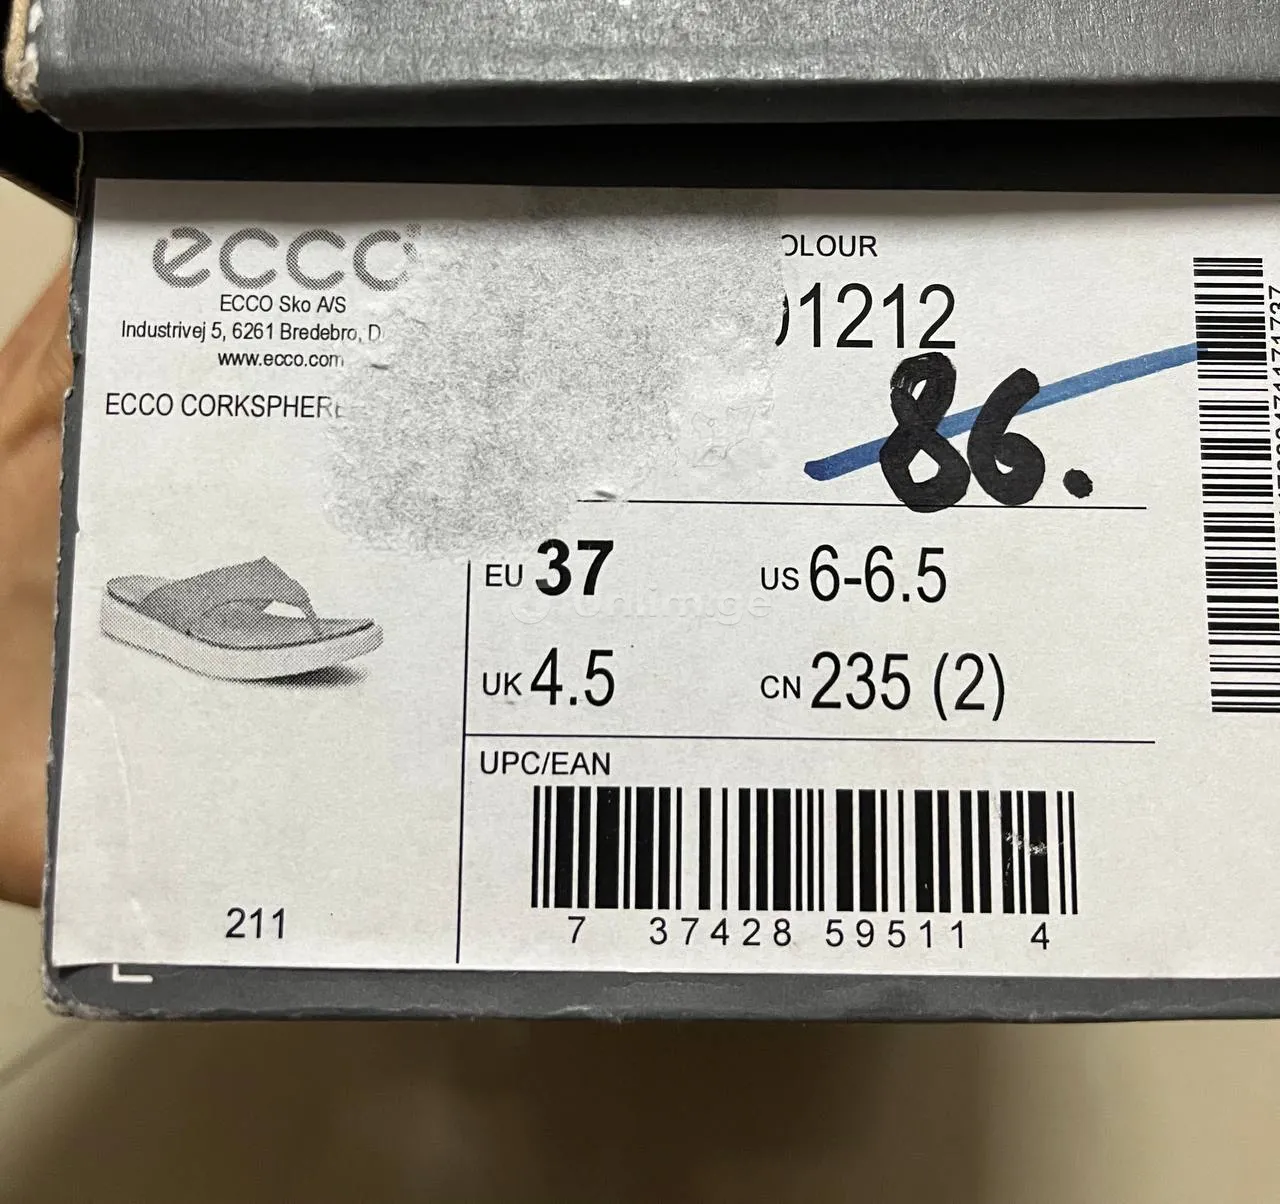 ecco
ECCO Sko A/S
Industrivej 5, 6261 Bredebro, D
www.ecco.com
ECCO CORKSPHERE
OLOUR
01212
86.
EU 37
US 6-6.5
UK 4.5
CN 235 (2)
UPC/EAN
7 37428 59511 4
211